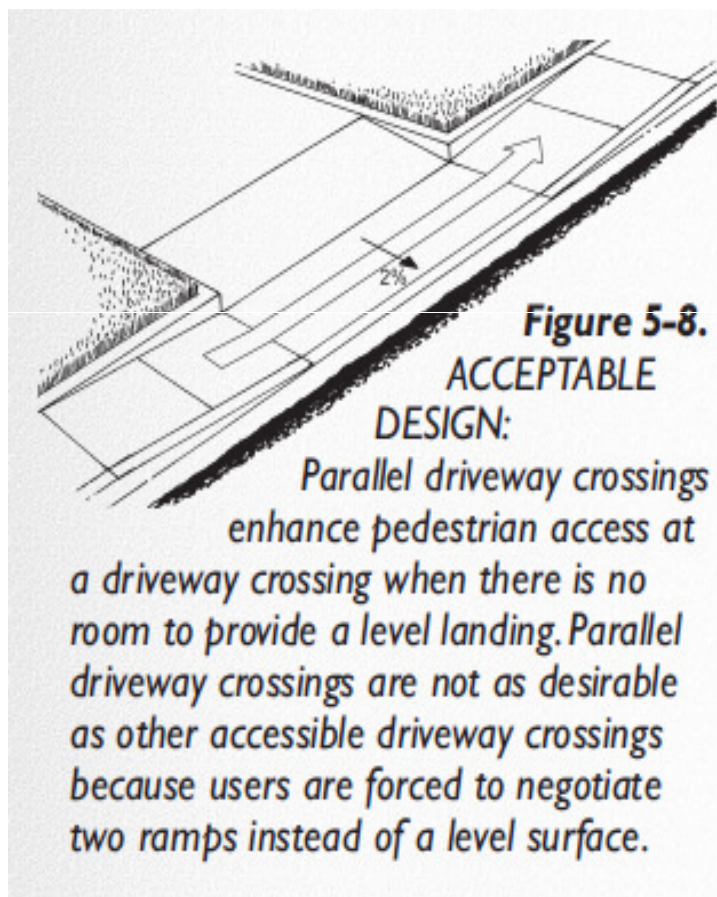 2%
Figure 5-8.
ACCEPTABLE
DESIGN:
Parallel driveway crossings
enhance pedestrian access at
a driveway crossing when there is no
room to provide a level landing. Parallel
driveway crossings are not as desirable
as other accessible driveway crossings
because users are forced to negotiate
two ramps instead of a level surface.